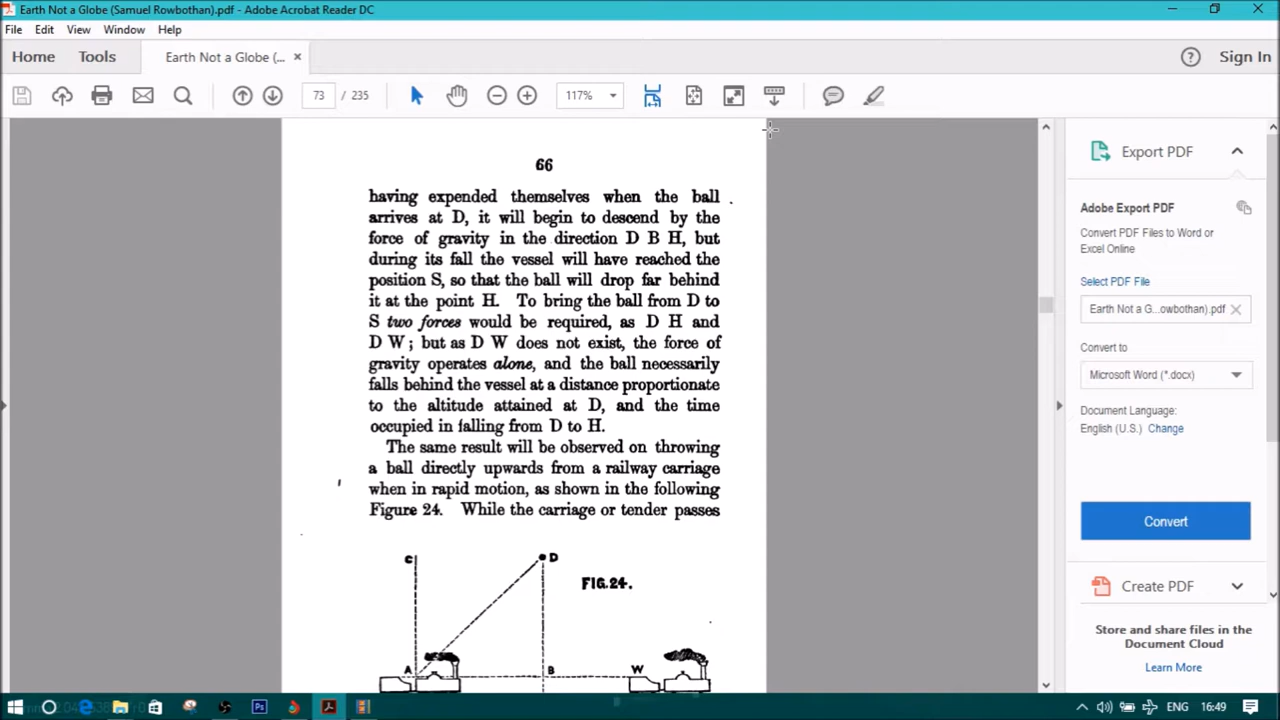 Earth Not a Globe (Samuel Rowbothan).pdf - Adobe Acrobat Reader DC
File Edit View Window Help
Home Tools Earth Not a Globe (... × Sign In
73 / 235 117%
66
having expended themselves when the ball
arrives at D, it will begin to descend by the
force of gravity in the direction D B H, but
during its fall the vessel will have reached the
position S, so that the ball will drop far behind
it at the point H. To bring the ball from D to
S two forces would be required, as D H and
D W; but as D W does not exist, the force of
gravity operates alone, and the ball necessarily
falls behind the vessel at a distance proportionate
to the altitude attained at D, and the time
occupied in falling from D to H.
The same result will be observed on throwing
a ball directly upwards from a railway carriage
when in rapid motion, as shown in the following
Figure 24. While the carriage or tender passes
C D
FIG.24.
A B W
Export PDF
Adobe Export PDF
Convert PDF Files to Word or
Excel Online
Select PDF File
Earth Not a G...owbothan).pdf
Convert to
Microsoft Word (*.docx)
Document Language:
English (U.S.) Change
Convert
Create PDF
Store and share files in the
Document Cloud
Learn More
ENG 16:49